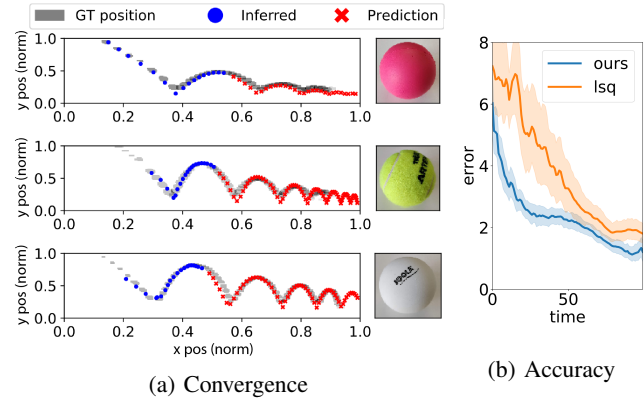 GT position Inferred Prediction
y pos (norm)
1.0
0.5
0.0
0.0 0.2 0.4 0.6 0.8 1.0
y pos (norm)
1.0
0.5
0.0
0.0 0.2 0.4 0.6 0.8 1.0
y pos (norm)
1.0
0.5
0.0
0.0 0.2 0.4 0.6 0.8 1.0
x pos (norm)
JOOLA
(a) Convergence
ours
lsq
error
8
6
4
2
0
50
time
(b) Accuracy